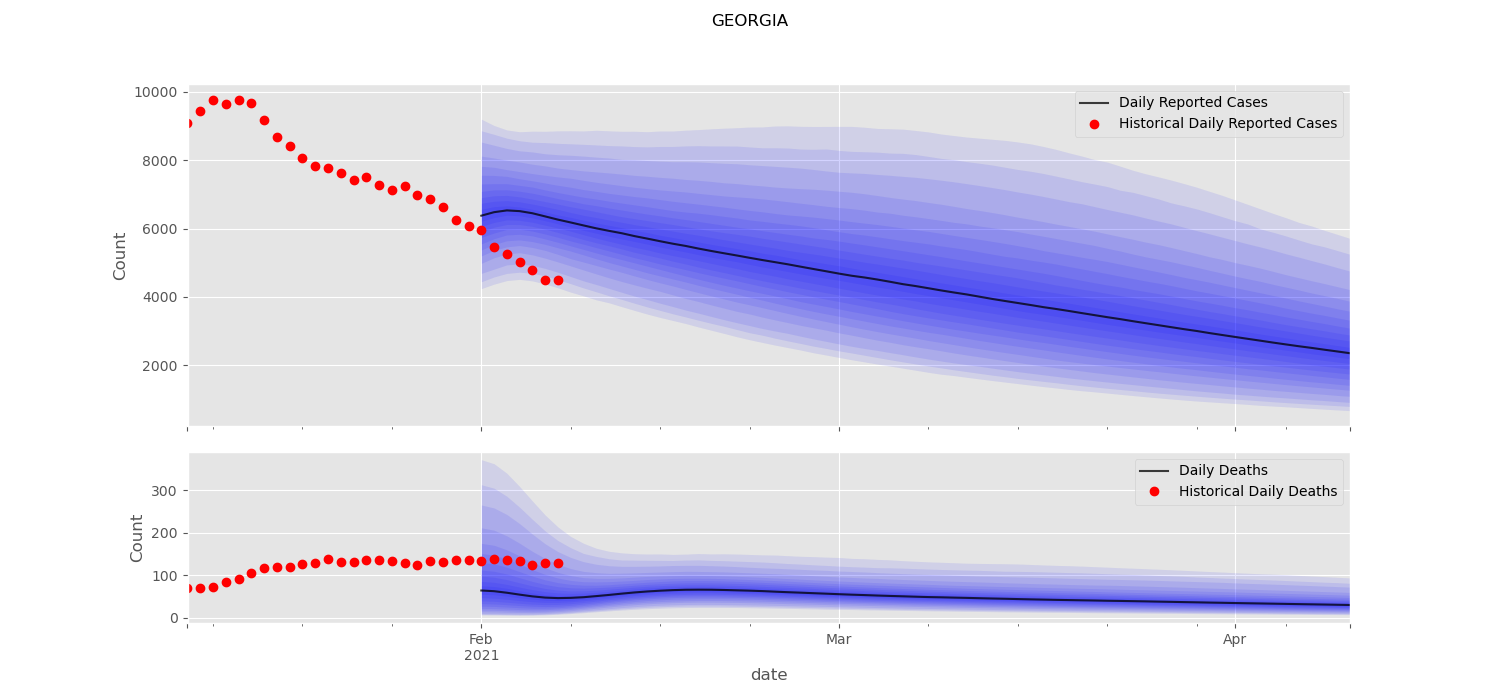 GEORGIA
10000
8000
6000
4000
2000
Count
Daily Reported Cases
Historical Daily Reported Cases
300
200
100
0
Count
Daily Deaths
Historical Daily Deaths
Feb
2021
Mar
Apr
date